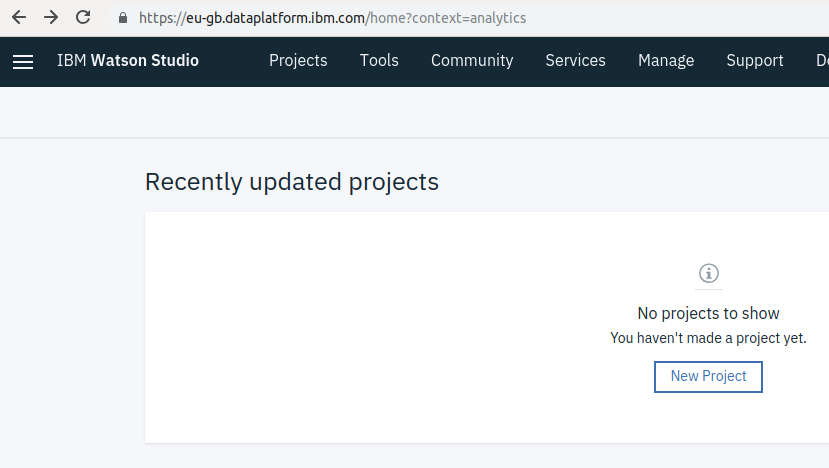 https://eu-gb.dataplatform.ibm.com/home?context=analytics
IBM Watson Studio Projects Tools Community Services Manage Support
Recently updated projects
No projects to show
You haven't made a project yet.
New Project